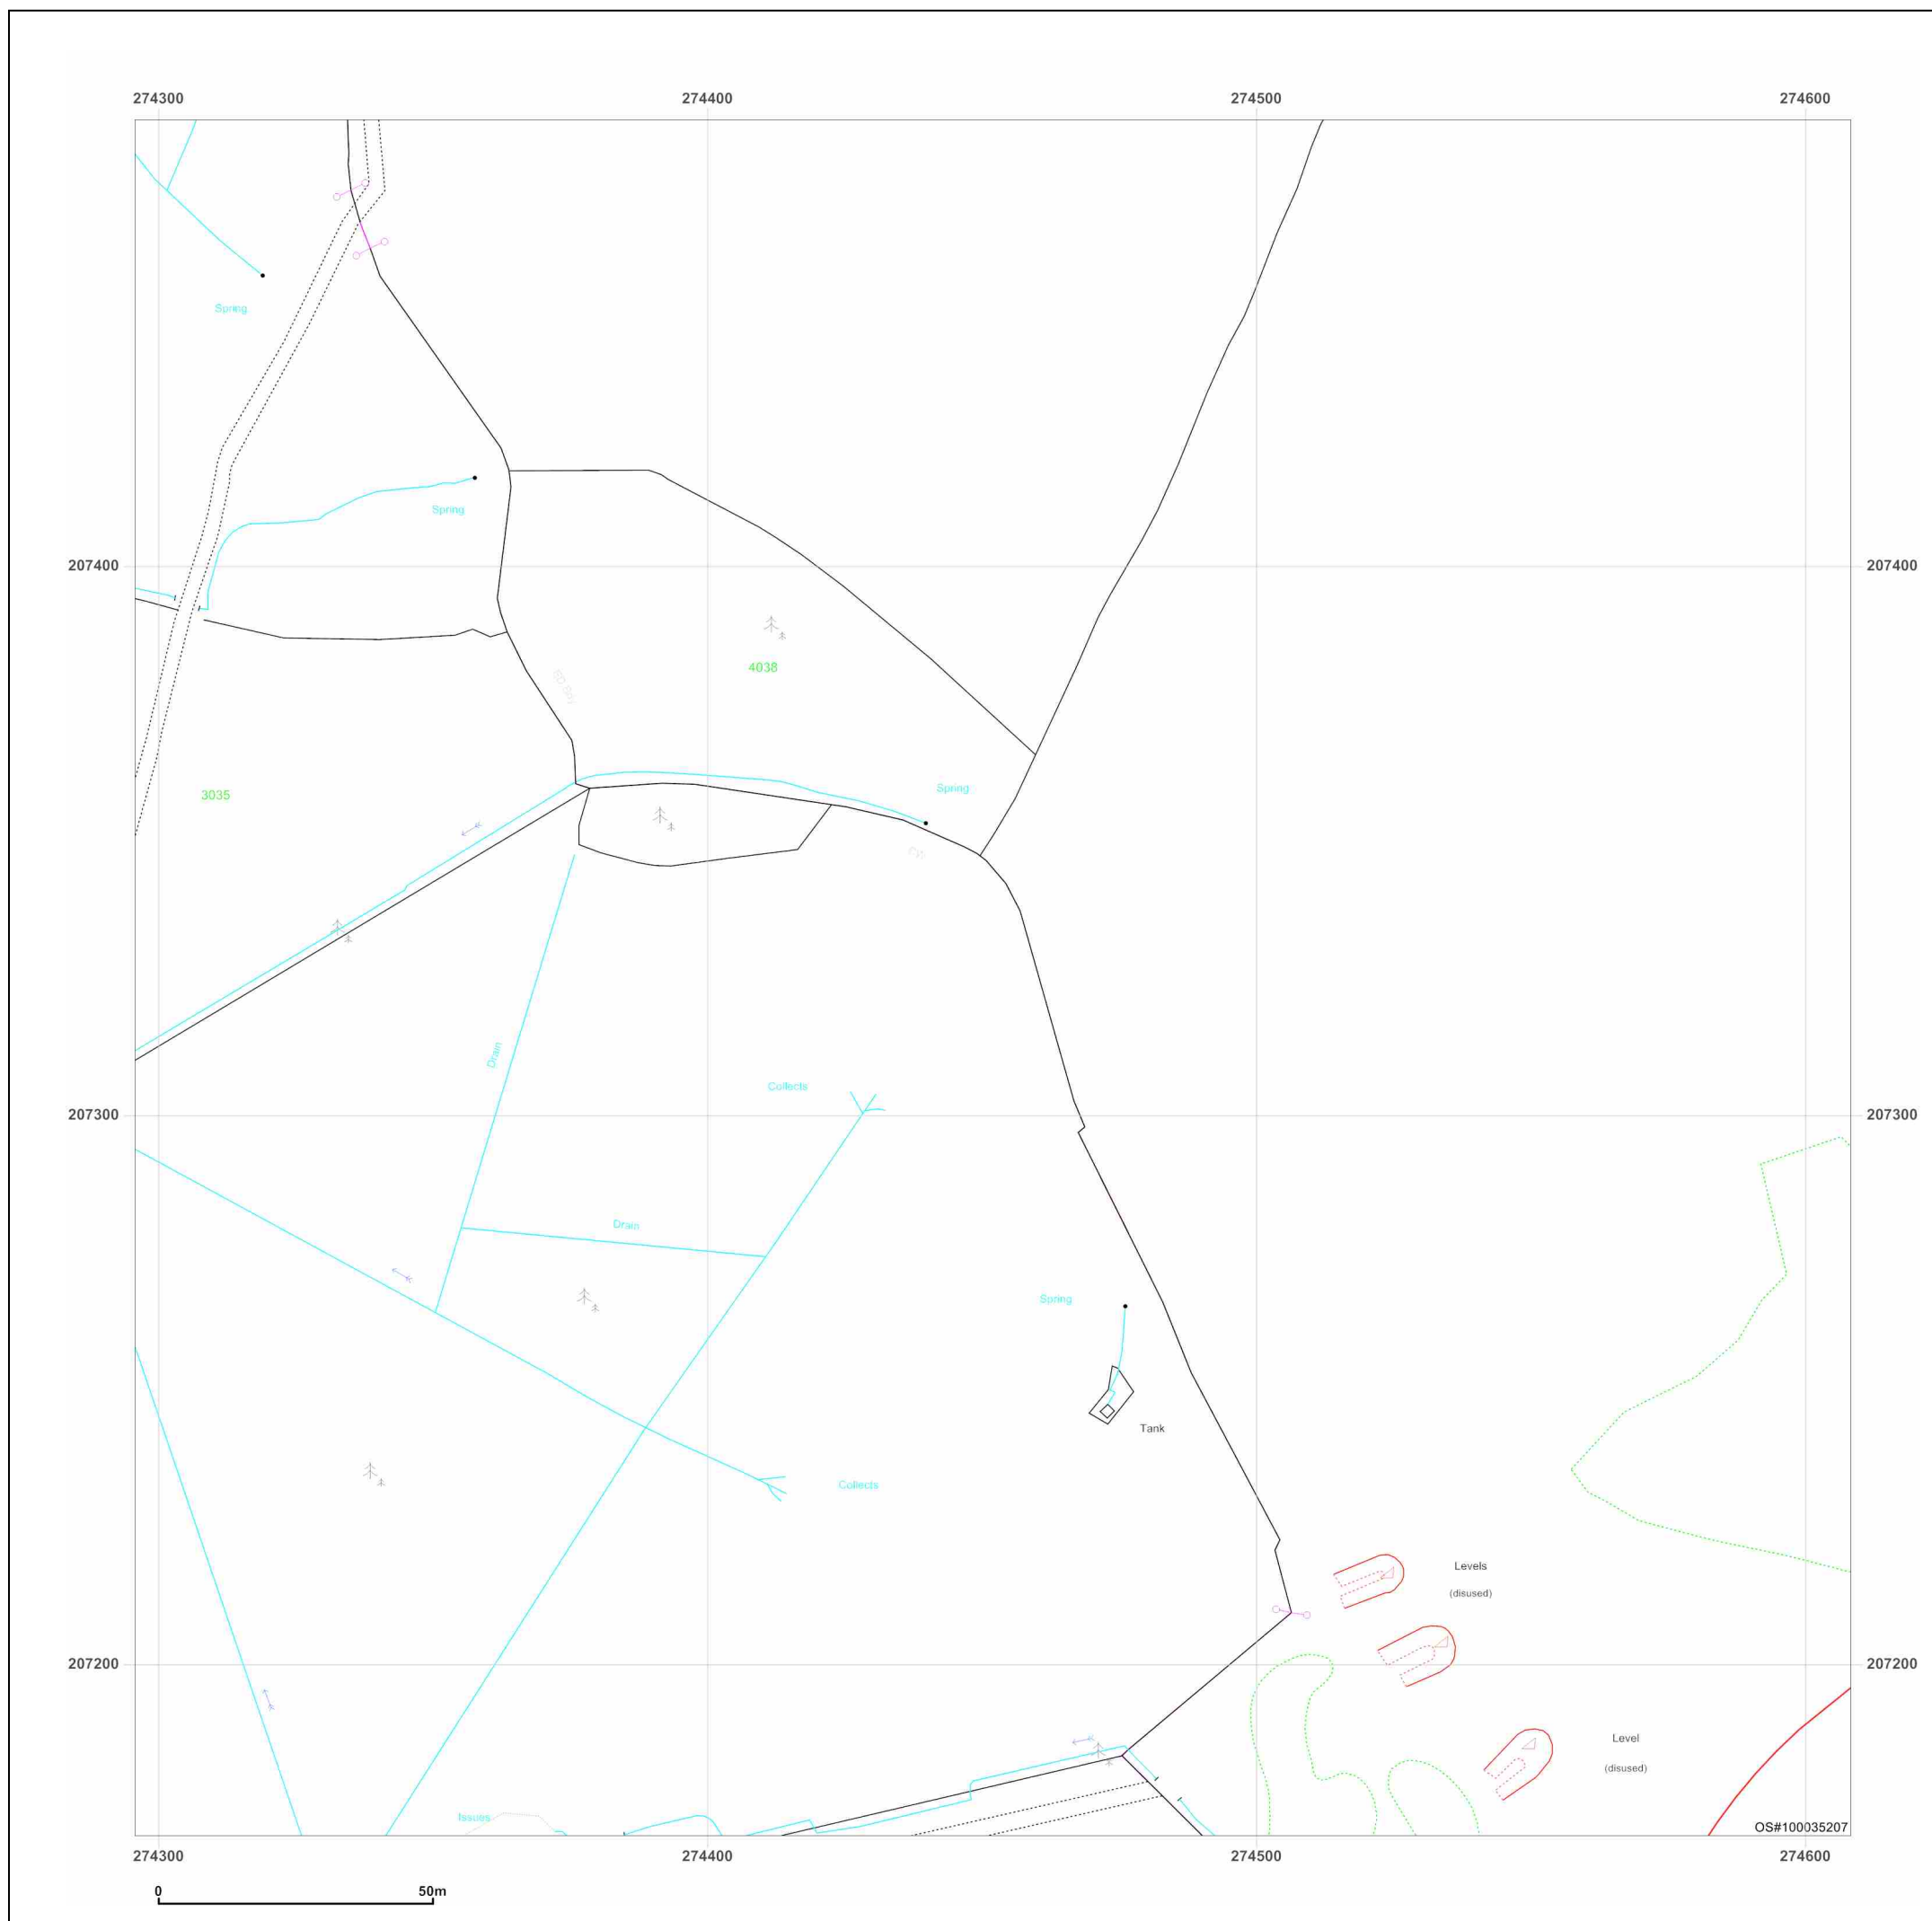 274300 274400 274500 274600
Spring
Spring
207400 207400
4038
Spring
3035
Drain
Collects
207300 207300
Drain
Spring
Tank
Collects
Levels
(disused)
207200 207200
Level
(disused)
Issues
OS#100035207
274300 274400 274500 274600
0 50m